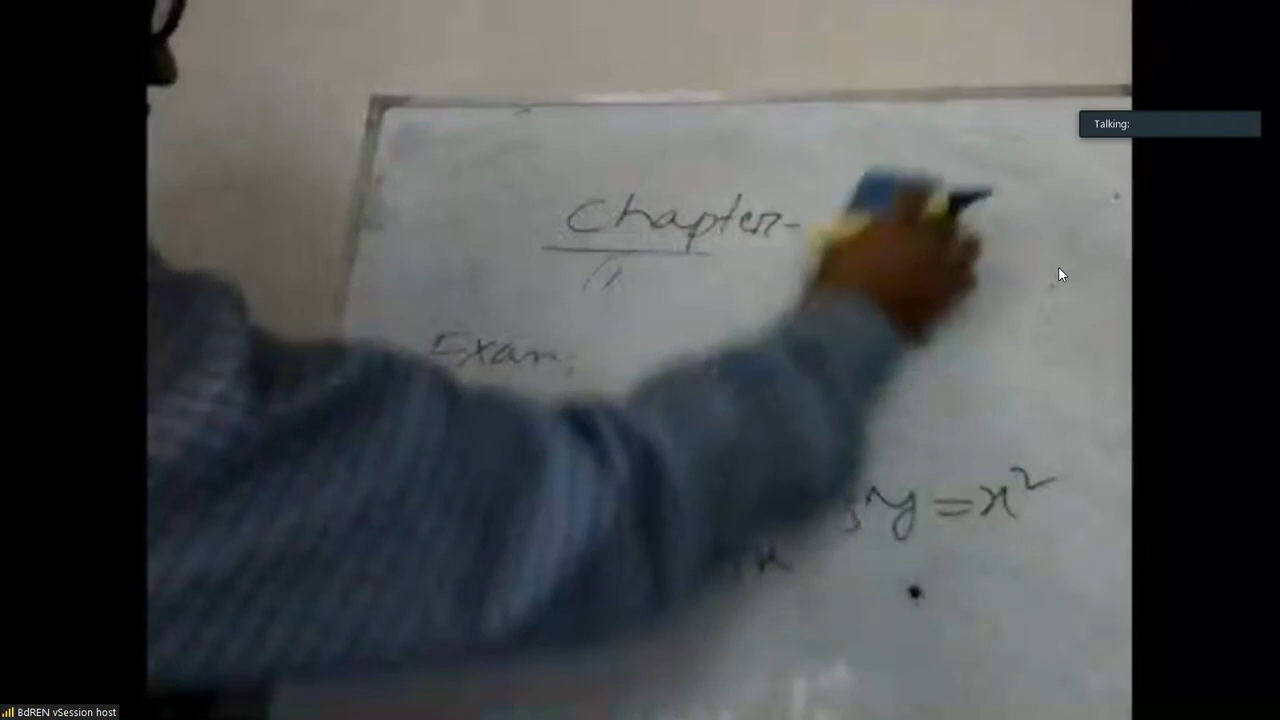 Chapter-
Exam:
y = x²
Talking:
BdREN vSession host